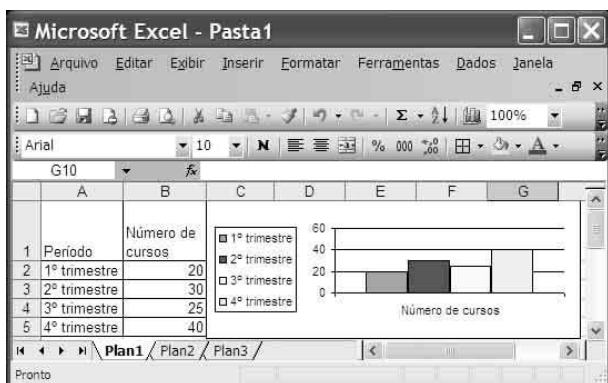 Microsoft Excel - Pasta1
Arquivo Editar Exibir Inserir Formatar Ferramentas Dados Janela
Ajuda
100%
Arial 10 N % 000
G10 fx
A B C D E F G
1 Período Número de cursos
2 1º trimestre 20
3 2º trimestre 30
4 3º trimestre 25
5 4º trimestre 40
1º trimestre
2º trimestre
3º trimestre
4º trimestre
60
40
20
0
Número de cursos
Plan1 Plan2 Plan3
Pronto